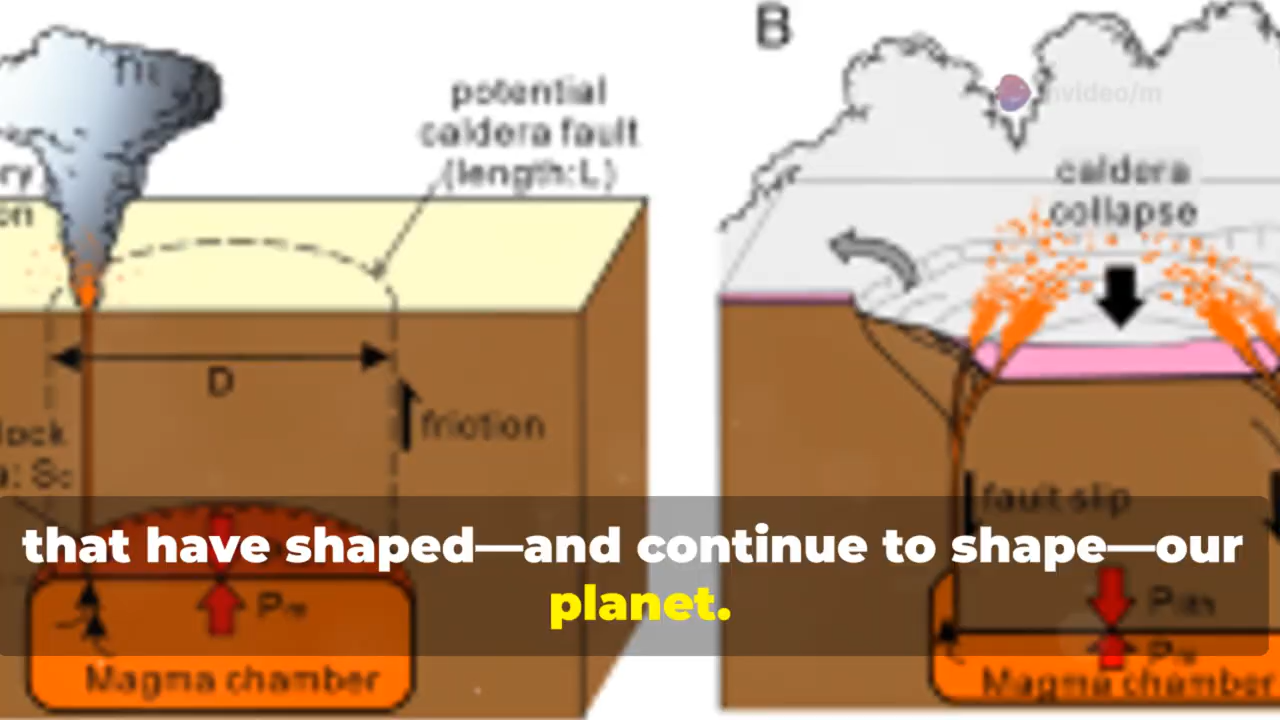 B
potential
caldera fault
(length:L)
caldera
collapse
D
friction
fault slip
that have shaped—and continue to shape—our
planet.
Magma chamber
Magma chamber